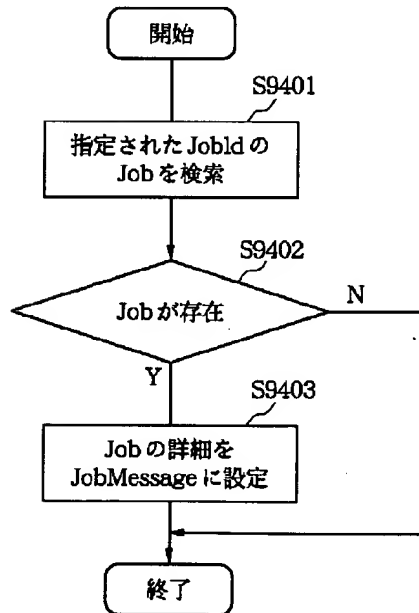 開始
S9401
指定されたJobIdの
Jobを検索
S9402
Jobが存在
N
Y
S9403
Jobの詳細を
JobMessageに設定
終了